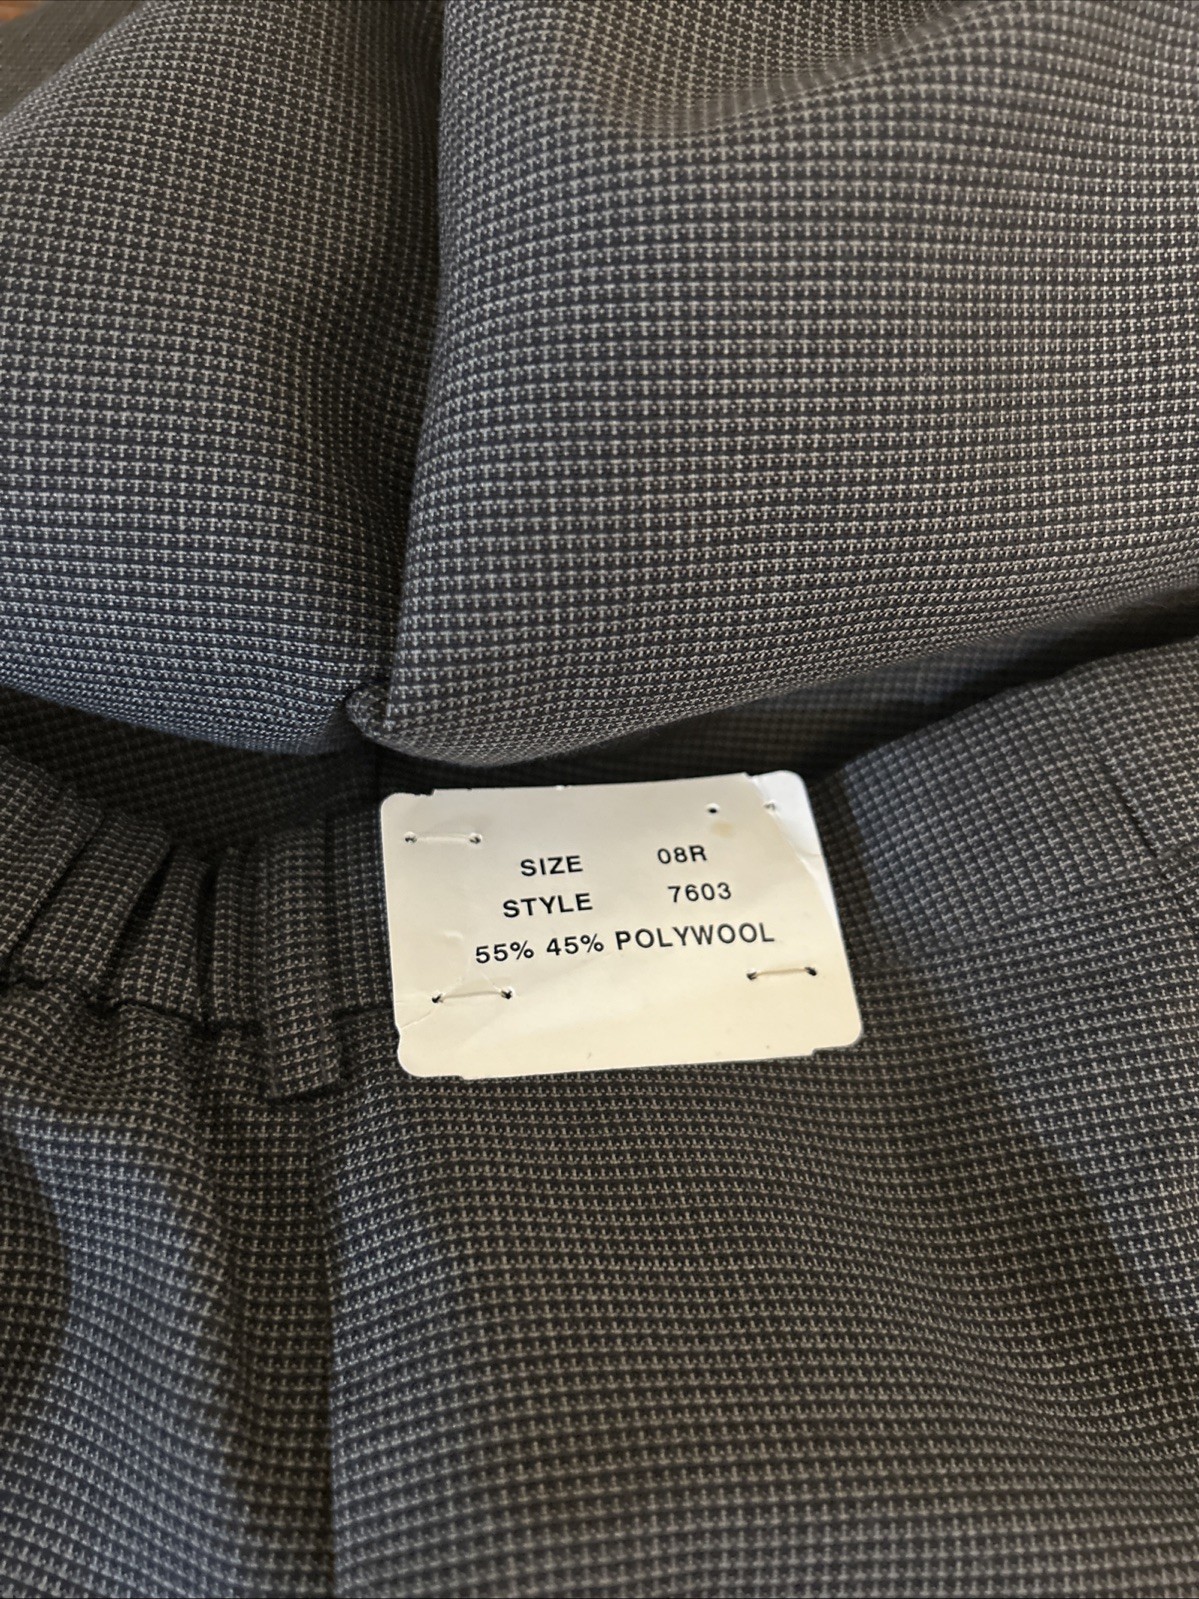 SIZE 08R
STYLE 7603
55% 45% POLYWOOL